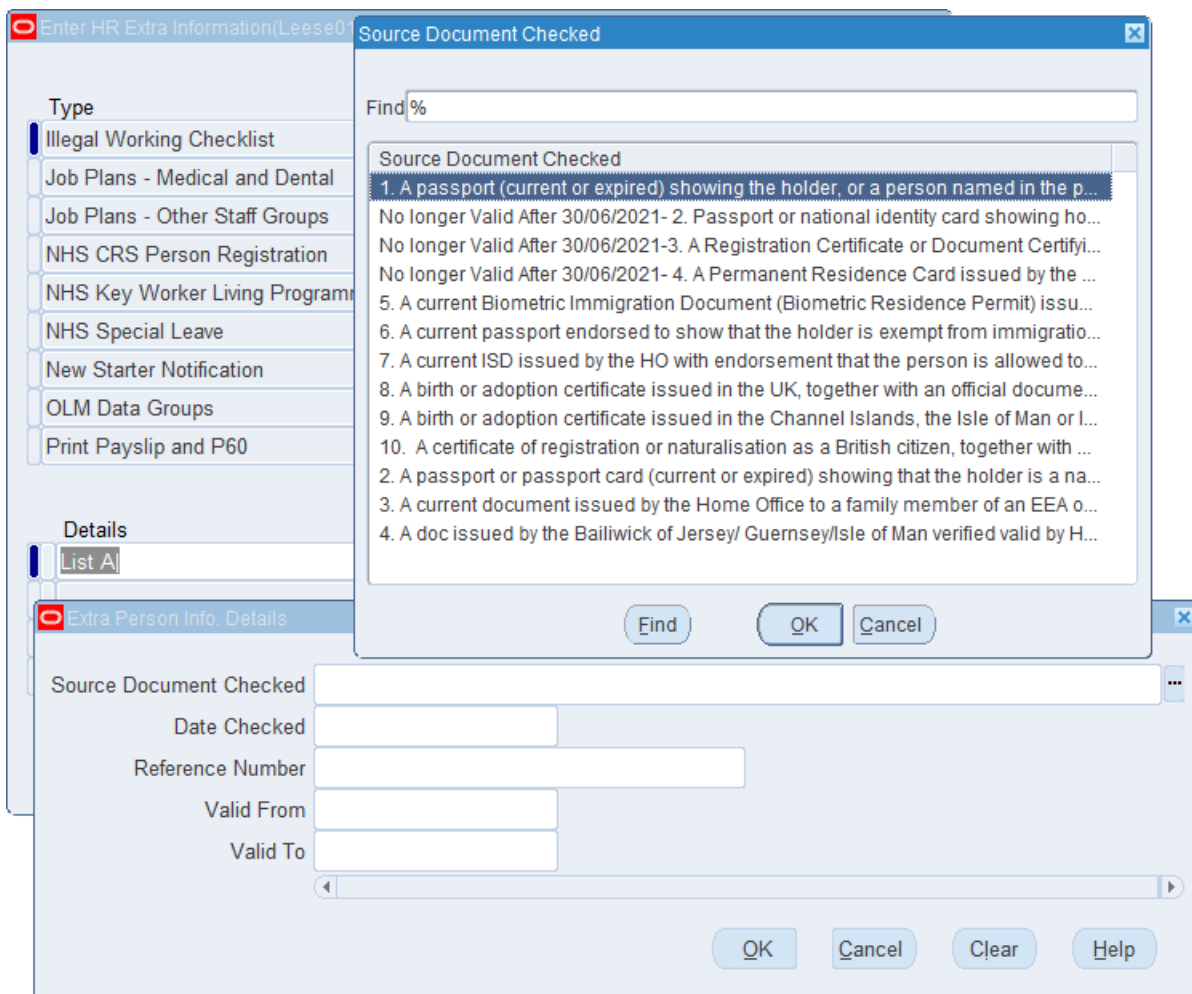 Enter HR Extra Information(Leese01
Type
Illegal Working Checklist
Job Plans - Medical and Dental
Job Plans - Other Staff Groups
NHS CRS Person Registration
NHS Key Worker Living Program
NHS Special Leave
New Starter Notification
OLM Data Groups
Print Payslip and P60
Details
List A
Source Document Checked
Find %
Source Document Checked
1. A passport (current or expired) showing the holder, or a person named in the p...
No longer Valid After 30/06/2021- 2. Passport or national identity card showing ho...
No longer Valid After 30/06/2021-3. A Registration Certificate or Document Certifyi...
No longer Valid After 30/06/2021- 4. A Permanent Residence Card issued by the ...
5. A current Biometric Immigration Document (Biometric Residence Permit) issu...
6. A current passport endorsed to show that the holder is exempt from immigratio...
7. A current ISD issued by the HO with endorsement that the person is allowed to...
8. A birth or adoption certificate issued in the UK, together with an official docume...
9. A birth or adoption certificate issued in the Channel Islands, the Isle of Man or I...
10.  A certificate of registration or naturalisation as a British citizen, together with ...
2. A passport or passport card (current or expired) showing that the holder is a na...
3. A current document issued by the Home Office to a family member of an EEA o...
4. A doc issued by the Bailiwick of Jersey/ Guernsey/Isle of Man verified valid by H...
Find OK Cancel
Extra Person Info. Details
Source Document Checked ...
Date Checked
Reference Number
Valid From
Valid To
OK Cancel Clear Help